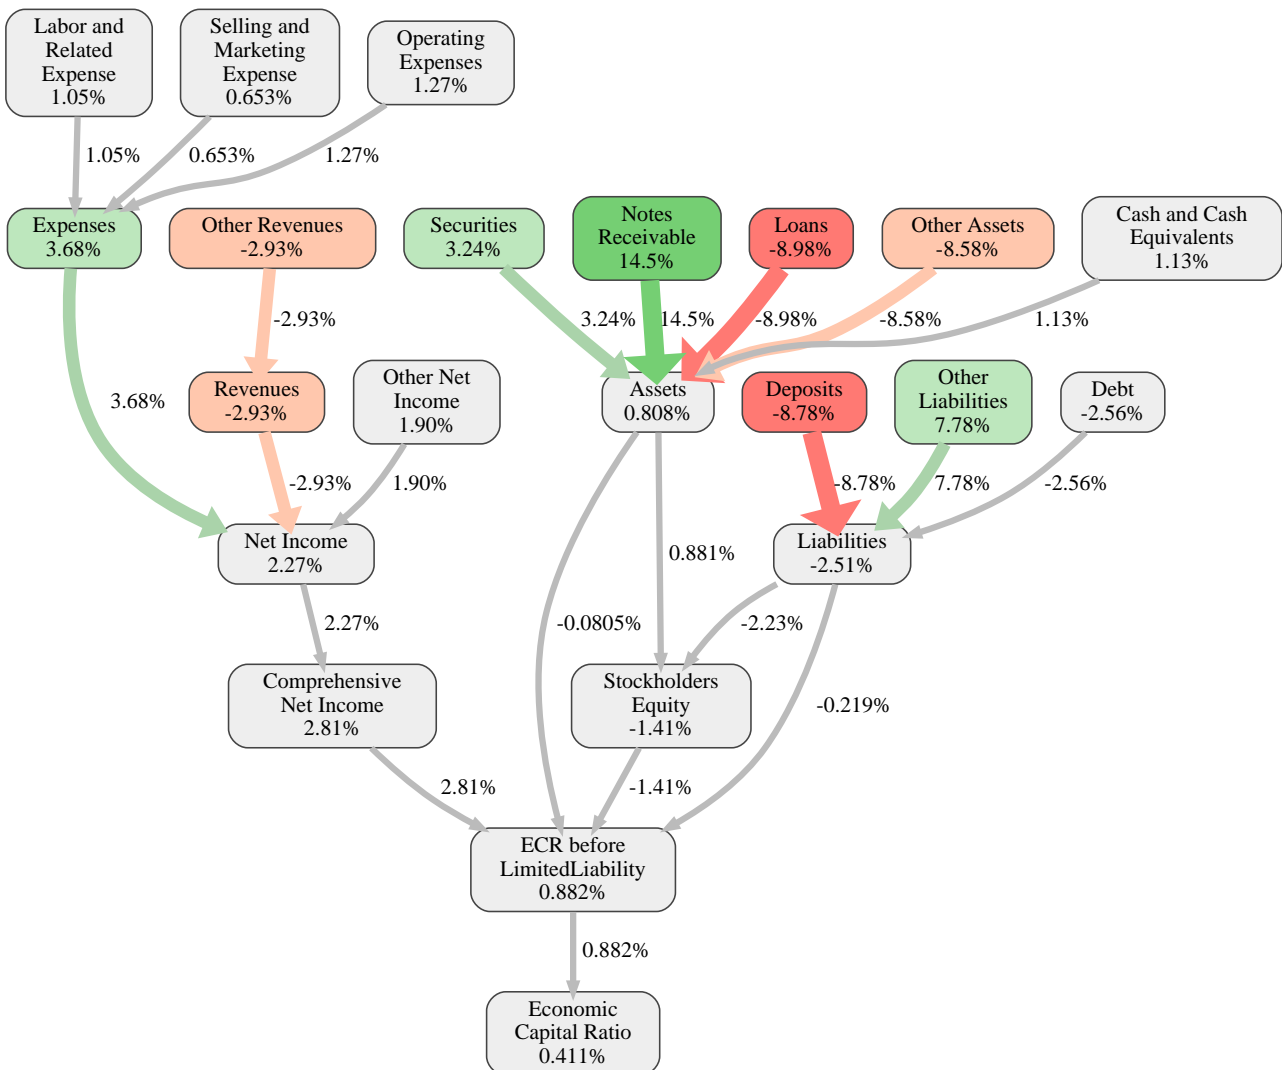 Labor and
Related
Expense
1.05%
Selling and
Marketing
Expense
0.653%
Operating
Expenses
1.27%
1.05%
0.653%
1.27%
Expenses
3.68%
Other Revenues
-2.93%
Securities
3.24%
Notes
Receivable
14.5%
Loans
-8.98%
Other Assets
-8.58%
Cash and Cash
Equivalents
1.13%
-2.93%
3.24%
14.5%
-8.98%
-8.58%
1.13%
3.68%
Revenues
-2.93%
Other Net
Income
1.90%
Assets
0.808%
Deposits
-8.78%
Other
Liabilities
7.78%
Debt
-2.56%
-2.93%
1.90%
-8.78%
7.78%
-2.56%
Net Income
2.27%
0.881%
Liabilities
-2.51%
2.27%
-0.0805%
-2.23%
Comprehensive
Net Income
2.81%
Stockholders
Equity
-1.41%
-0.219%
2.81%
-1.41%
ECR before
LimitedLiability
0.882%
0.882%
Economic
Capital Ratio
0.411%